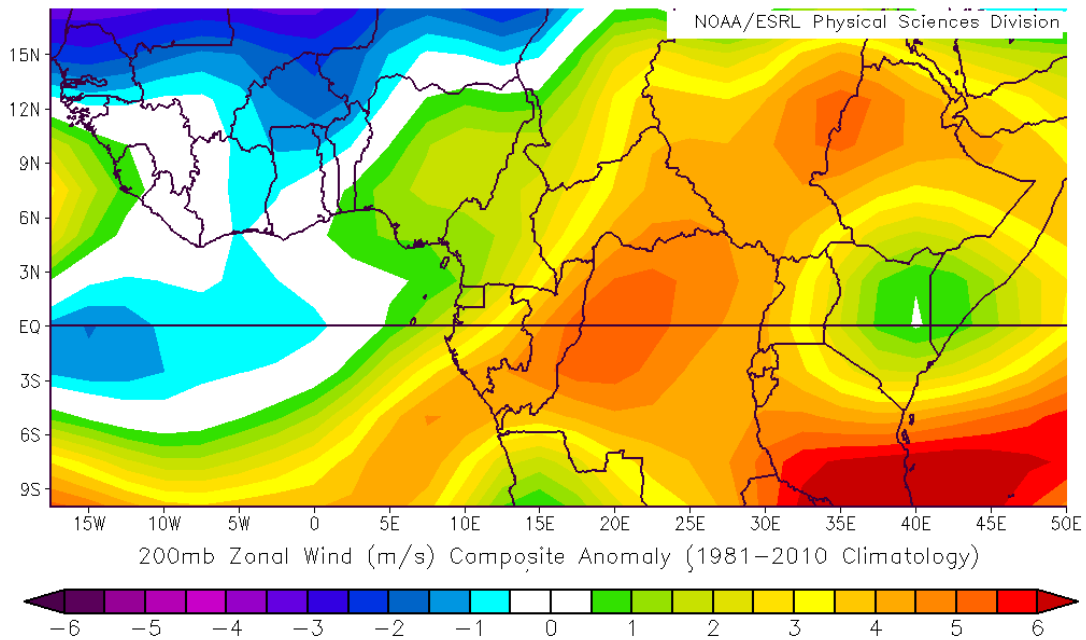 NOAA/ESRL Physical Sciences Division
15N
12N
9N
6N
3N
EQ
3S
6S
9S
15W 10W 5W 0 5E 10E 15E 20E 25E 30E 35E 40E 45E 50E
200mb Zonal Wind (m/s) Composite Anomaly (1981-2010 Climatology)
-6 -5 -4 -3 -2 -1 0 1 2 3 4 5 6